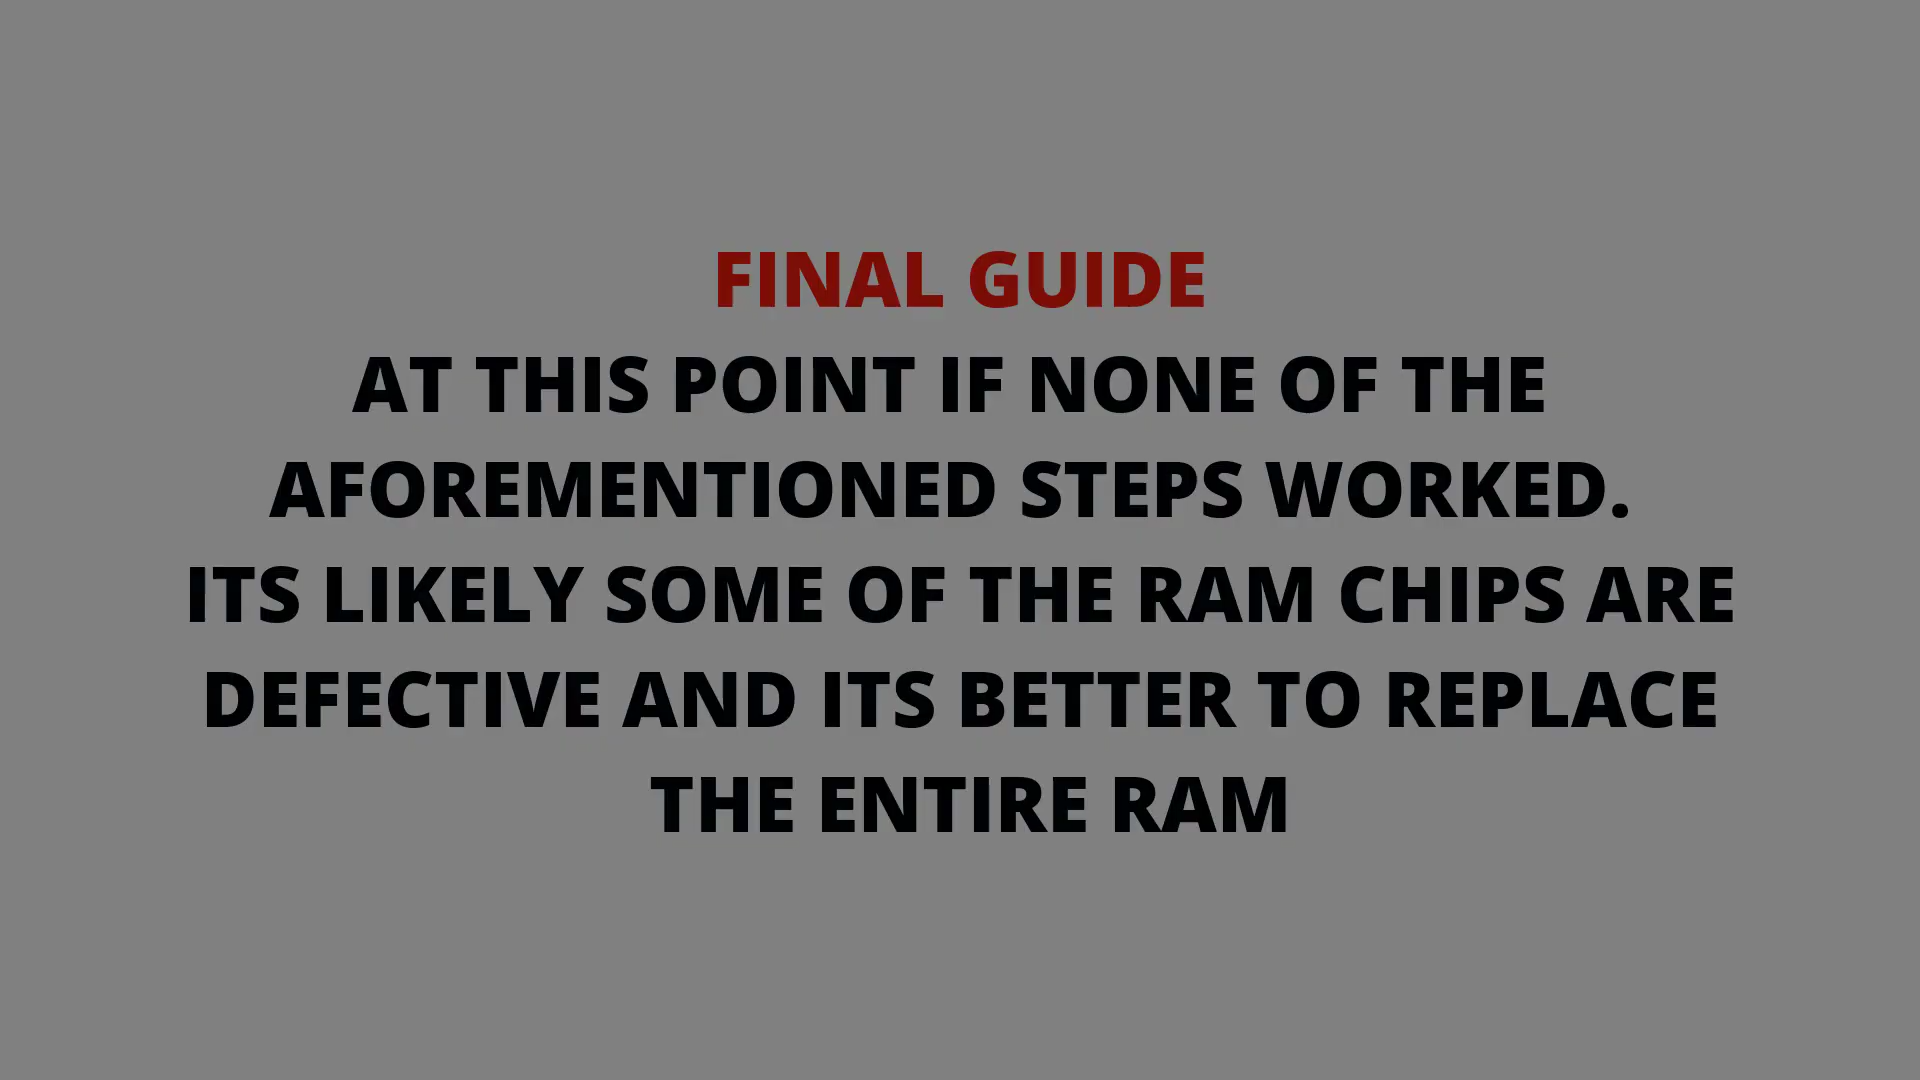 FINAL GUIDE
AT THIS POINT IF NONE OF THE
AFOREMENTIONED STEPS WORKED.
ITS LIKELY SOME OF THE RAM CHIPS ARE
DEFECTIVE AND ITS BETTER TO REPLACE
THE ENTIRE RAM